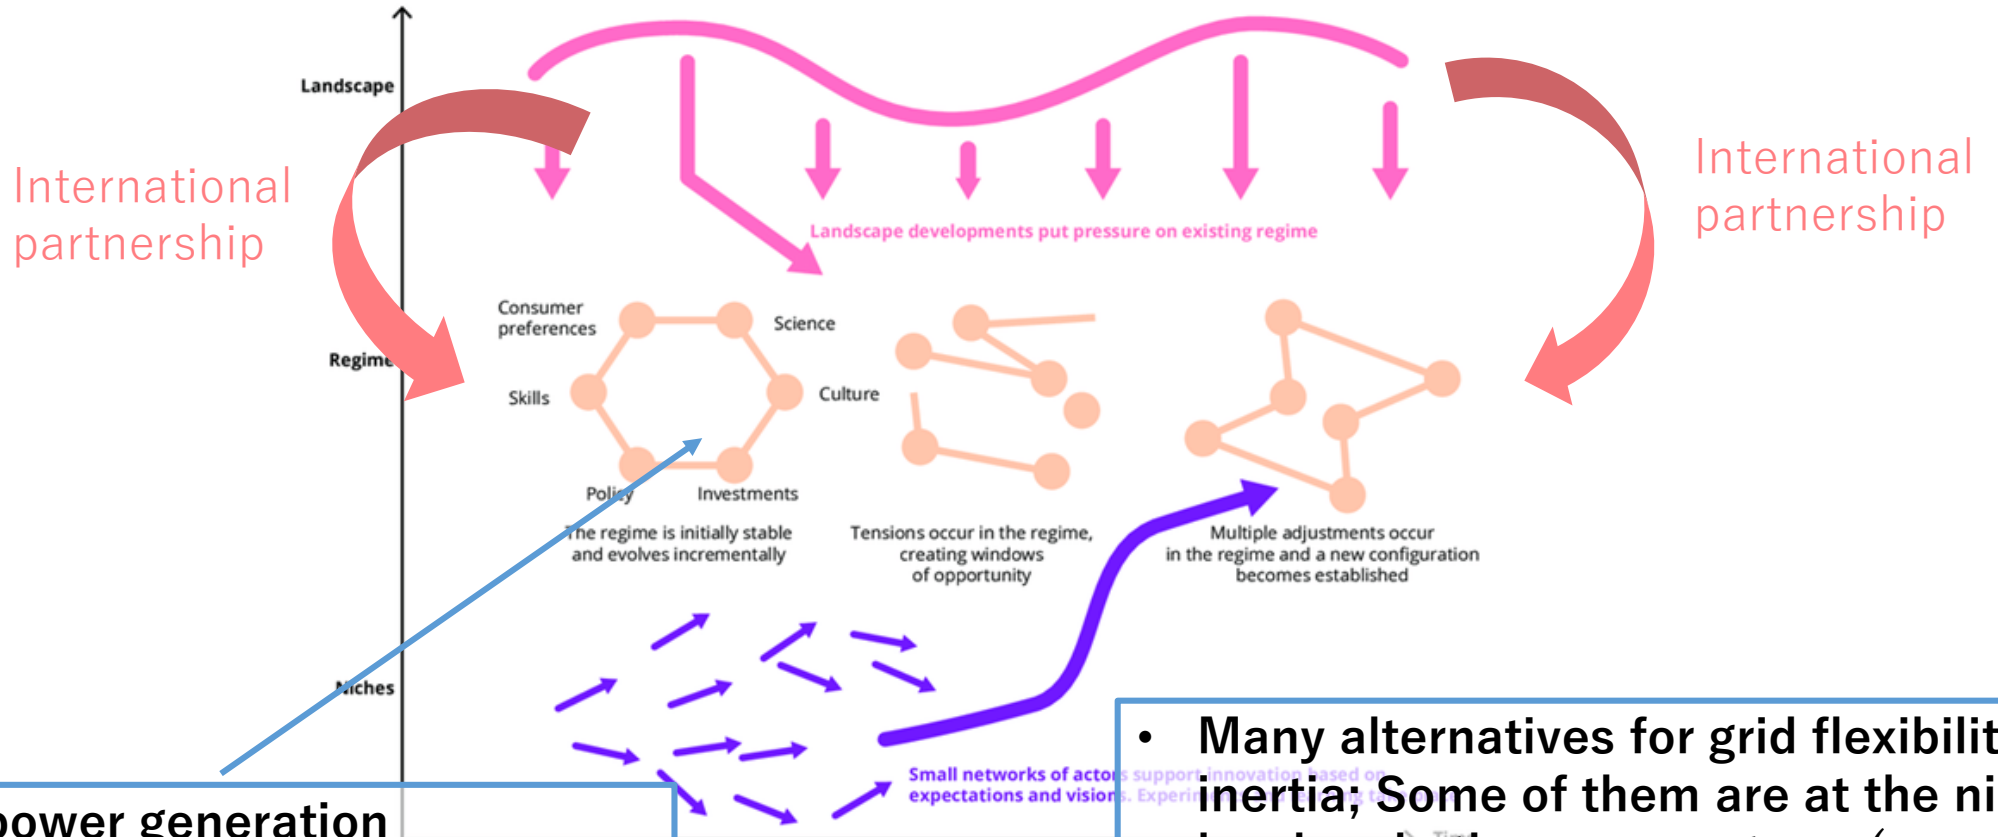 Landscape
International
partnership
International
partnership
Landscape developments put pressure on existing regime
Consumer
preferences
Science
Regime
Skills
Culture
Policy
Investments
The regime is initially stable
and evolves incrementally
Tensions occur in the regime,
creating windows
of opportunity
Multiple adjustments occur
in the regime and a new configuration
becomes established
Niches
Small networks of actors support innovation based on
expectations and visions.
power generation
• Many alternatives for grid flexibilit
inertia; Some of them are at the ni
Time